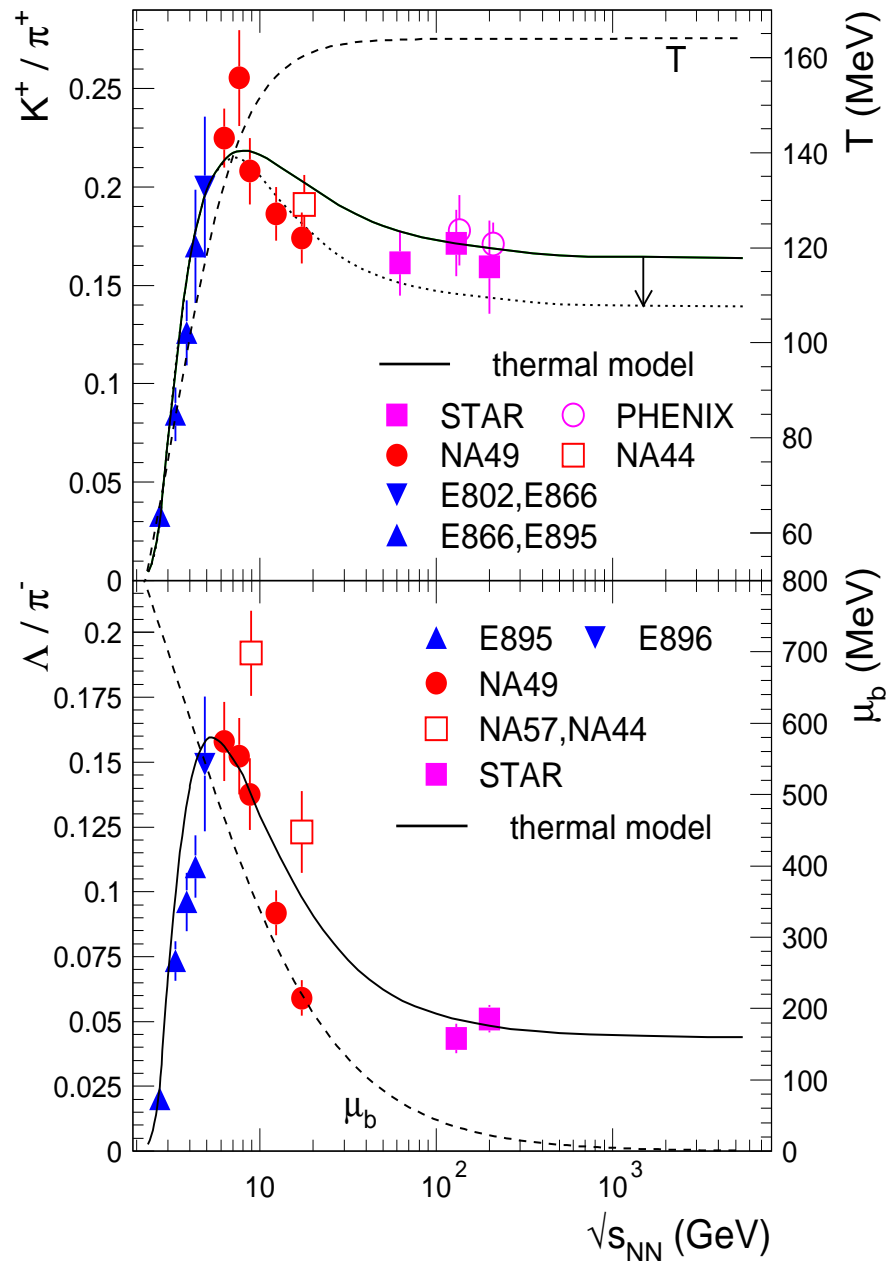 K⁺ / π⁺
T (MeV)
0.25
0.2
0.15
0.1
0.05
0
160
140
120
100
80
60
T
thermal model
STAR PHENIX
NA49 NA44
E802,E866
E866,E895
Λ / π⁻
μ_b (MeV)
0.2
0.175
0.15
0.125
0.1
0.075
0.05
0.025
0
800
700
600
500
400
300
200
100
0
E895 E896
NA49
NA57,NA44
STAR
thermal model
μ_b
10 10² 10³
√s_NN (GeV)